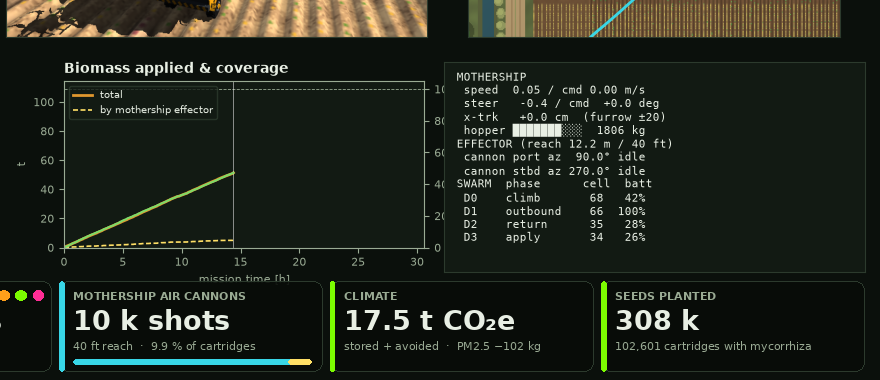 Biomass applied & coverage
total
by mothership effector
100
80
60
40
20
0
t
0
5
10
15
20
25
30
mission time [h]
80
60
40
20
0
MOTHERSHIP
speed 0.05 / cmd 0.00 m/s
steer -0.4 / cmd +0.0 deg
x-trk +0.0 cm (furrow ±20)
hopper 1806 kg
EFFECTOR (reach 12.2 m / 40 ft)
cannon port az 90.0° idle
cannon stbd az 270.0° idle
SWARM phase cell batt
D0 climb 68 42%
D1 outbound 66 100%
D2 return 35 28%
D3 apply 34 26%
MOTHERSHIP AIR CANNONS
10 k shots
40 ft reach · 9.9 % of cartridges
CLIMATE
17.5 t CO₂e
stored + avoided · PM2.5 −102 kg
SEEDS PLANTED
308 k
102,601 cartridges with mycorrhiza